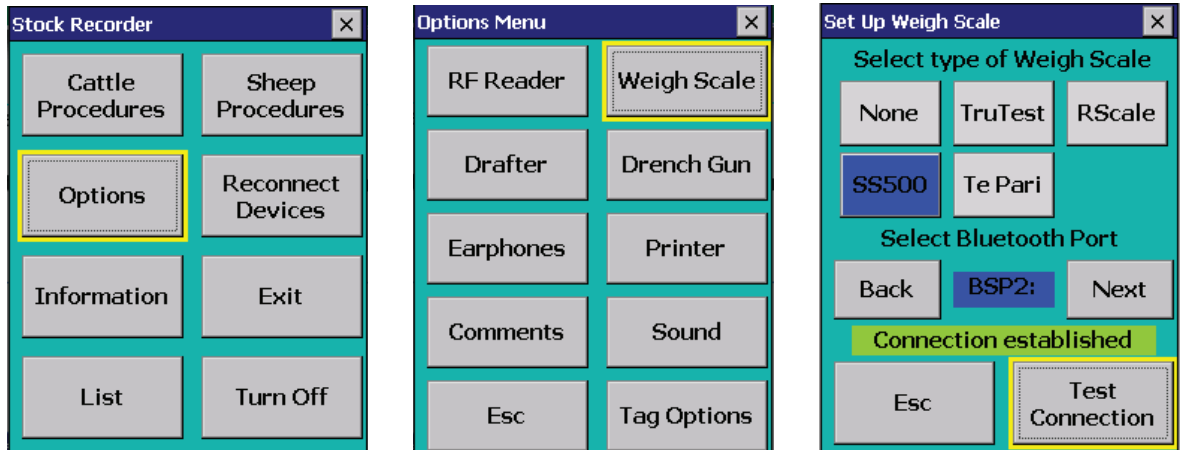 Stock Recorder
Cattle
Procedures
Sheep
Procedures
Options
Reconnect
Devices
Information
Exit
List
Turn Off
Options Menu
RF Reader
Weigh Scale
Drafter
Drench Gun
Earphones
Printer
Comments
Sound
Esc
Tag Options
Set Up Weigh Scale
Select type of Weigh Scale
None
TruTest
RScale
SS500
Te Pari
Select Bluetooth Port
Back
BSP2:
Next
Connection established
Esc
Test
Connection